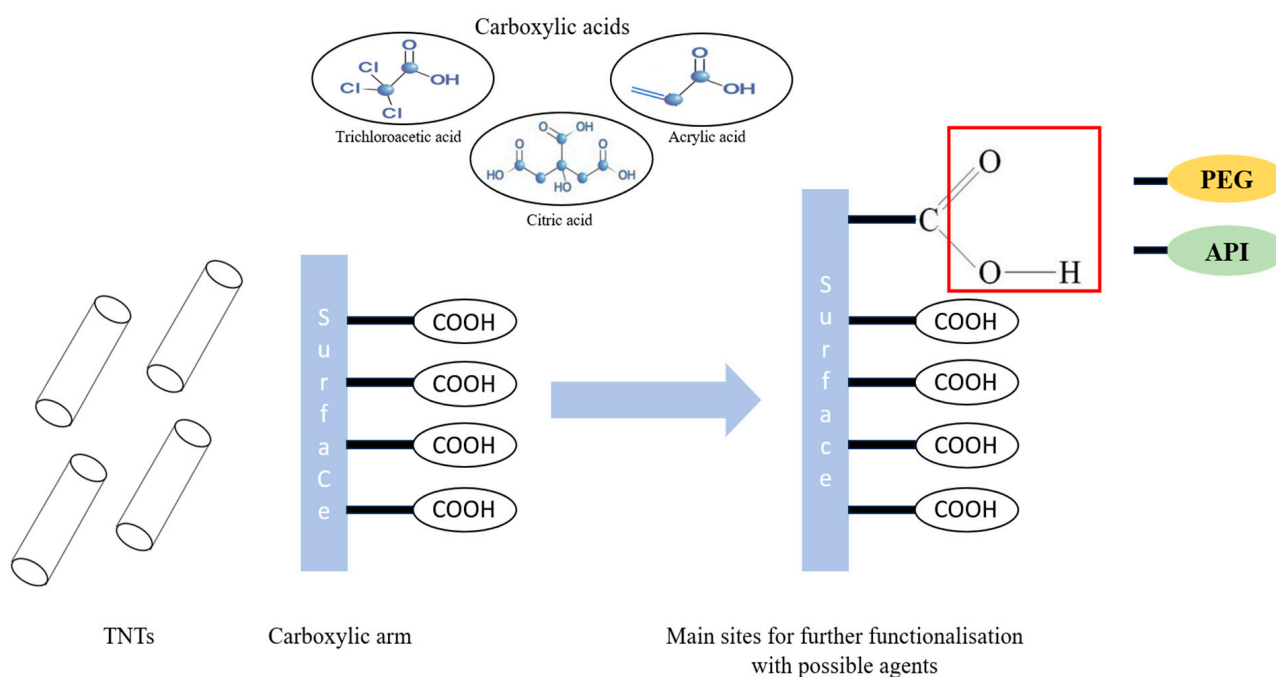 Carboxylic acids
O
Cl
OH
Cl
Cl
Trichloroacetic acid
O
OH
Acrylic acid
O
OH
O
O
HO
HO
OH
Citric acid
SurfaCe
COOH
COOH
COOH
COOH
Surface
C
O
O
H
COOH
COOH
COOH
COOH
PEG
API
TNTs
Carboxylic arm
Main sites for further functionalisation
with possible agents